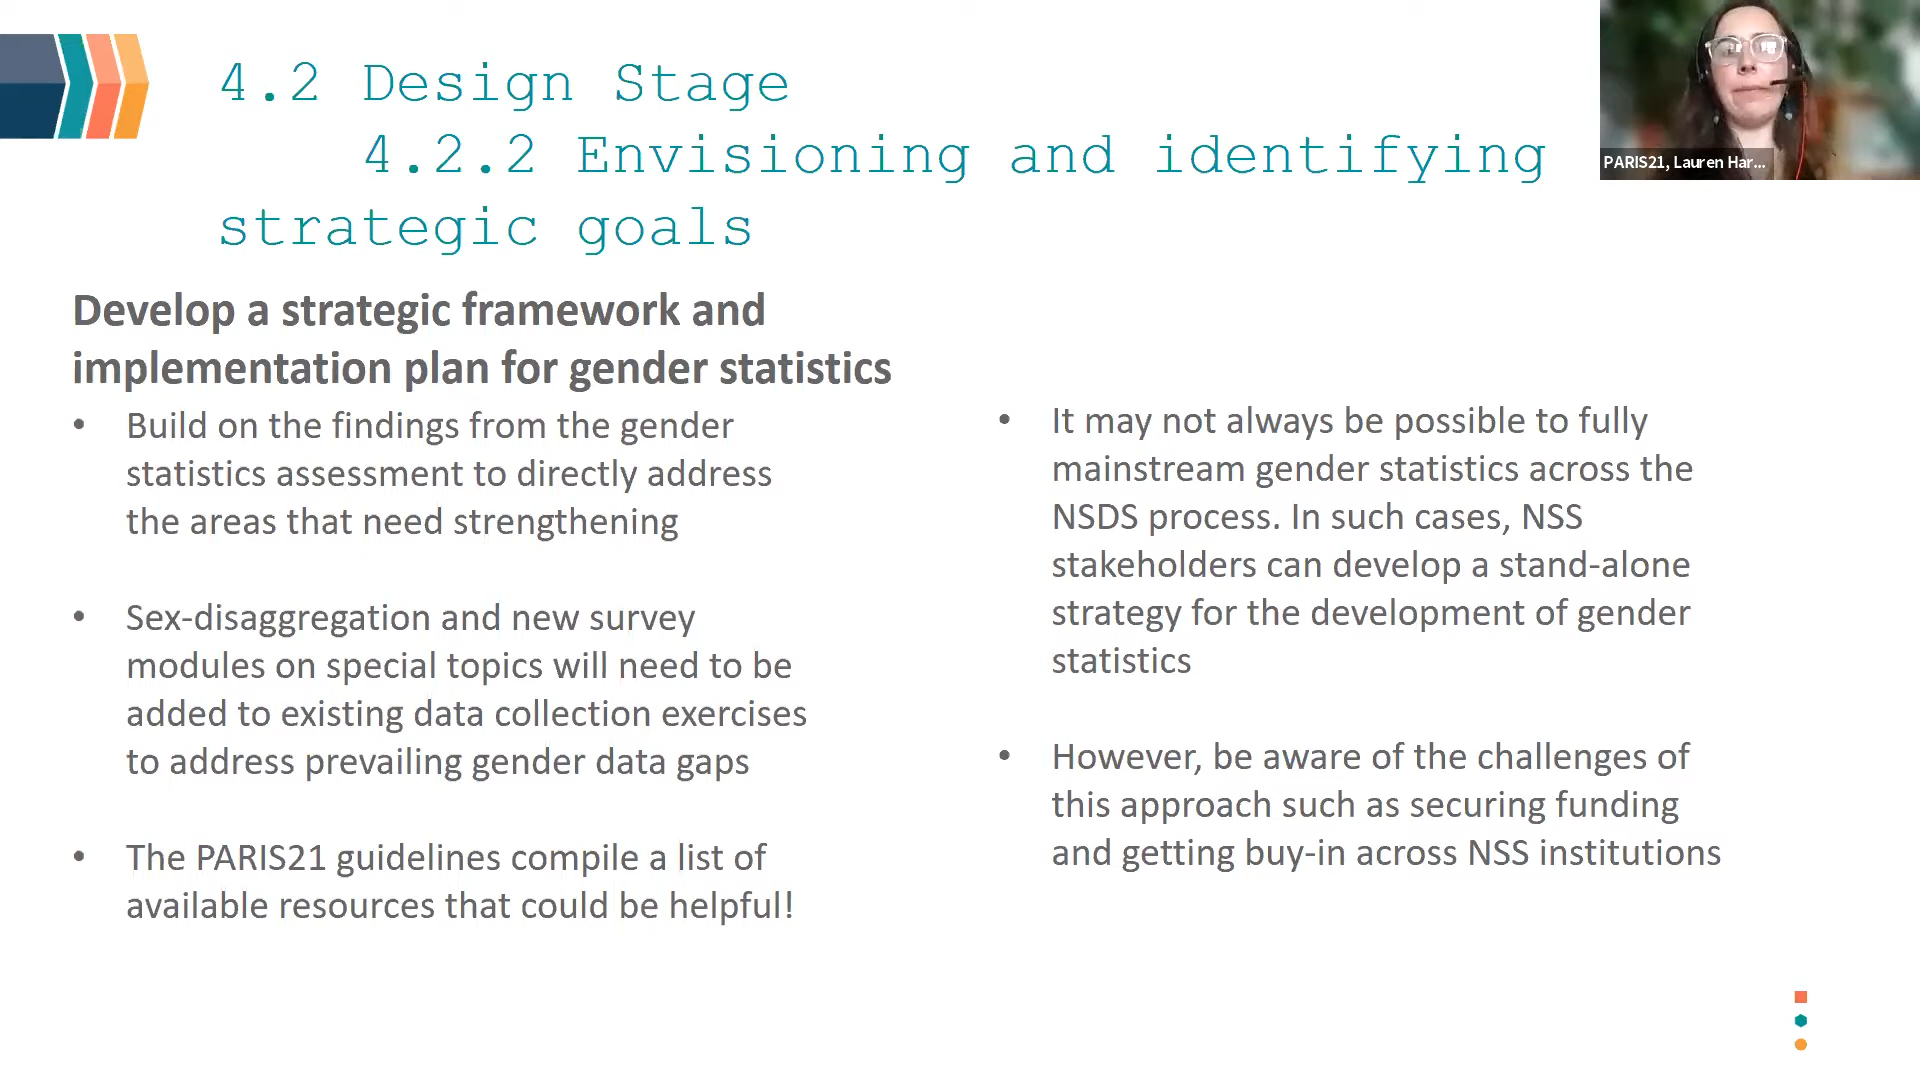 4.2 Design Stage
4.2.2 Envisioning and identifying
strategic goals
PARIS21, Lauren Har...
Develop a strategic framework and
implementation plan for gender statistics
• Build on the findings from the gender
statistics assessment to directly address
the areas that need strengthening
• Sex-disaggregation and new survey
modules on special topics will need to be
added to existing data collection exercises
to address prevailing gender data gaps
• The PARIS21 guidelines compile a list of
available resources that could be helpful!
• It may not always be possible to fully
mainstream gender statistics across the
NSDS process. In such cases, NSS
stakeholders can develop a stand-alone
strategy for the development of gender
statistics
• However, be aware of the challenges of
this approach such as securing funding
and getting buy-in across NSS institutions